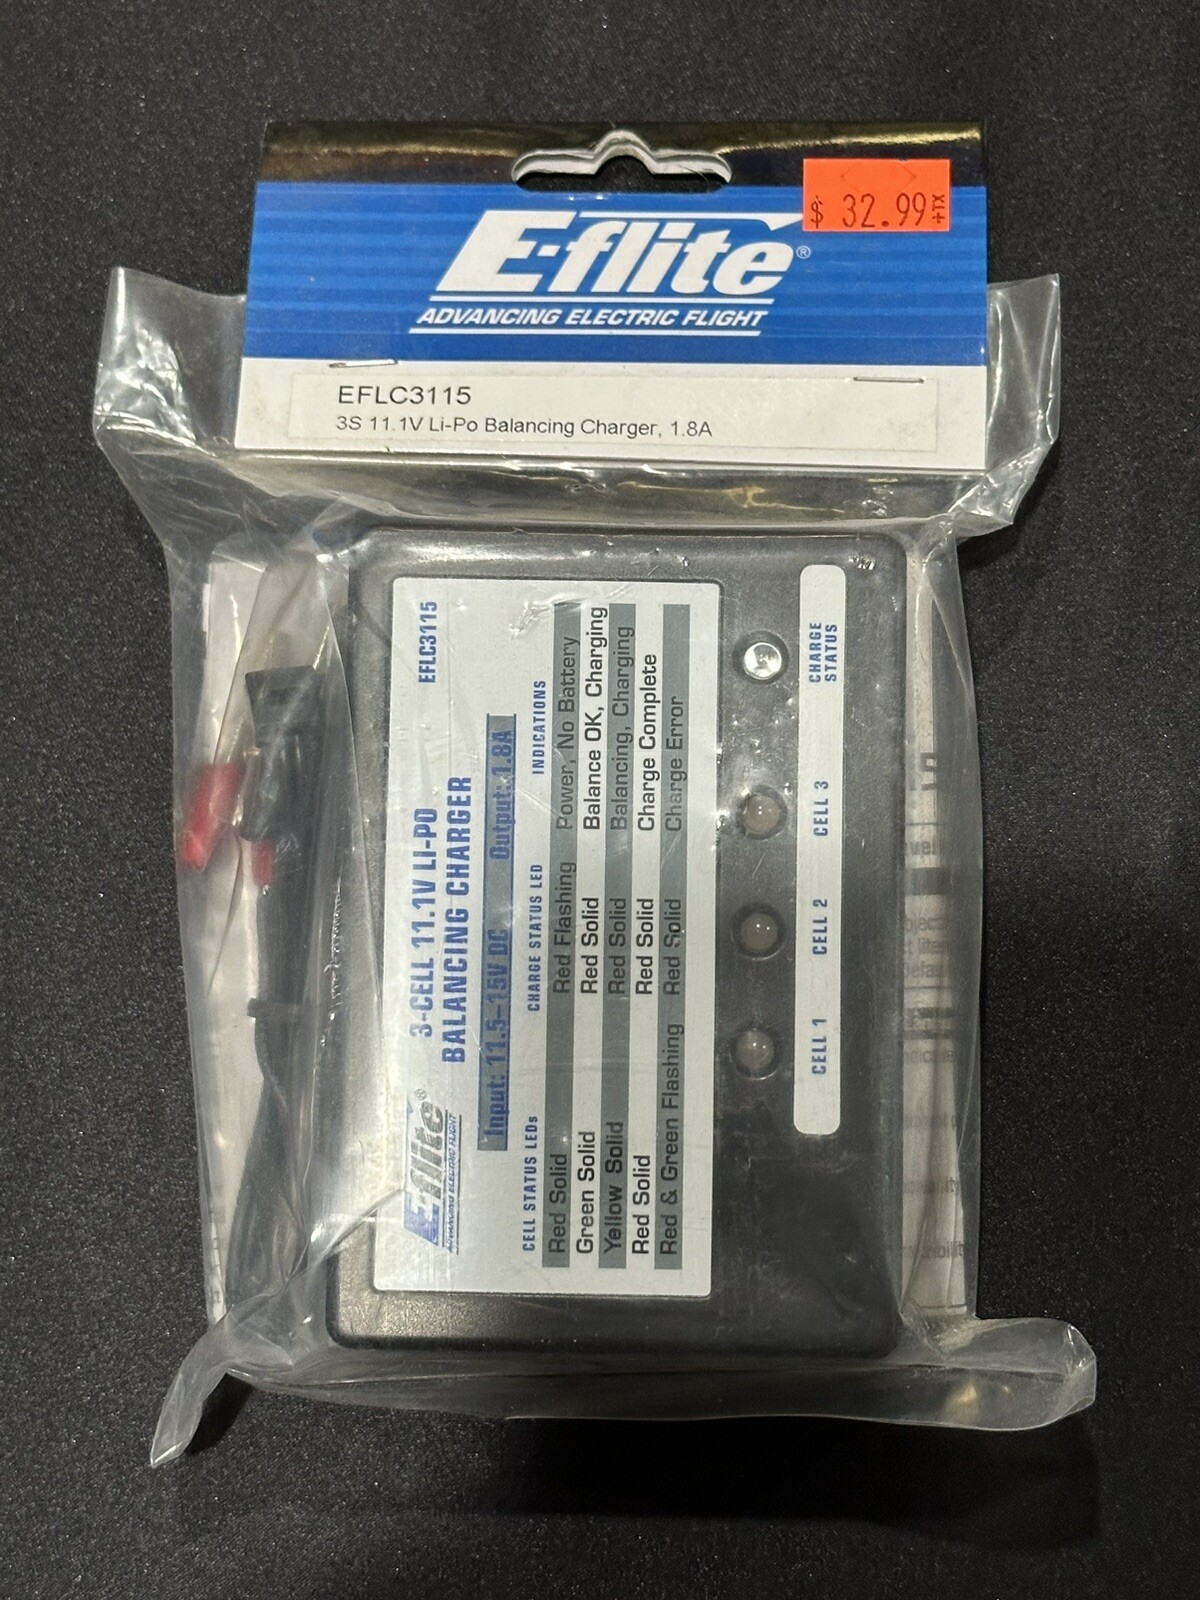 $ 32.99 +TX
E-flite®
ADVANCING ELECTRIC FLIGHT
EFLC3115
3S 11.1V Li-Po Balancing Charger, 1.8A
E-flite®
ADVANCING ELECTRIC FLIGHT
3-CELL 11.1V LI-PO
BALANCING CHARGER
EFLC3115
Input: 11.5–15V DC Output: 1.8A
CELL STATUS LEDs CHARGE STATUS LED INDICATIONS
Red Solid Red Flashing Power, No Battery
Green Solid Red Solid Balance OK, Charging
Yellow Solid Red Solid Balancing, Charging
Red Solid Red Solid Charge Complete
Red & Green Flashing Red Solid Charge Error
CELL 1 CELL 2 CELL 3 CHARGE
STATUS